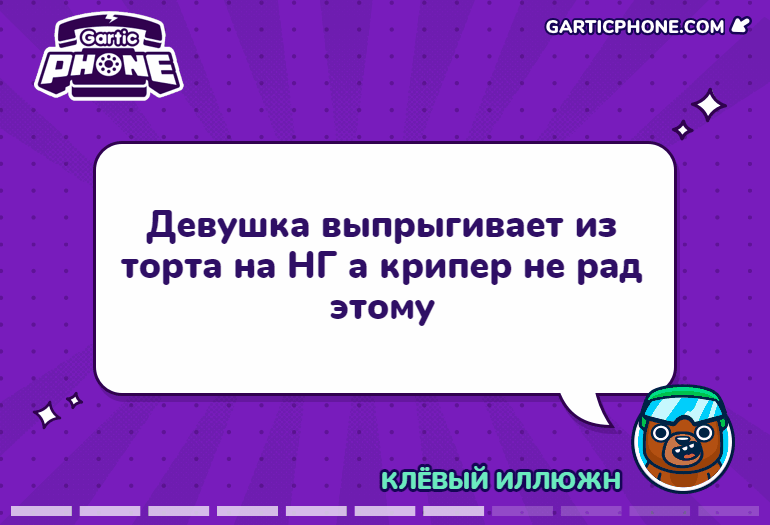 Gartic
PHONE
GARTICPHONE.COM
Девушка выпрыгивает из
торта на НГ а крипер не рад
этому
КЛЁВЫЙ ИЛЛЮЖН